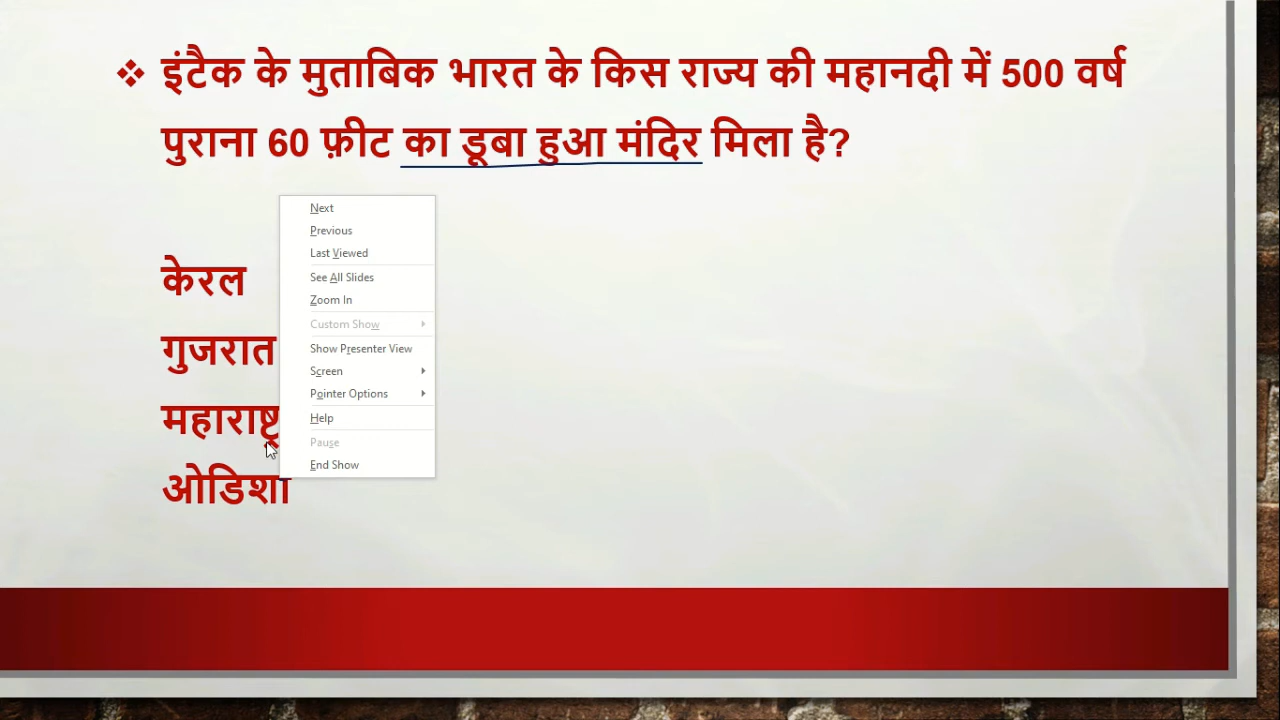 ❖ इंटैक के मुताबिक भारत के किस राज्य की महानदी में 500 वर्ष
पुराना 60 फ़ीट का डूबा हुआ मंदिर मिला है?
केरल
गुजरात
महाराष्ट्र
ओडिशा
Next
Previous
Last Viewed
See All Slides
Zoom In
Custom Show
Show Presenter View
Screen
Pointer Options
Help
Pause
End Show